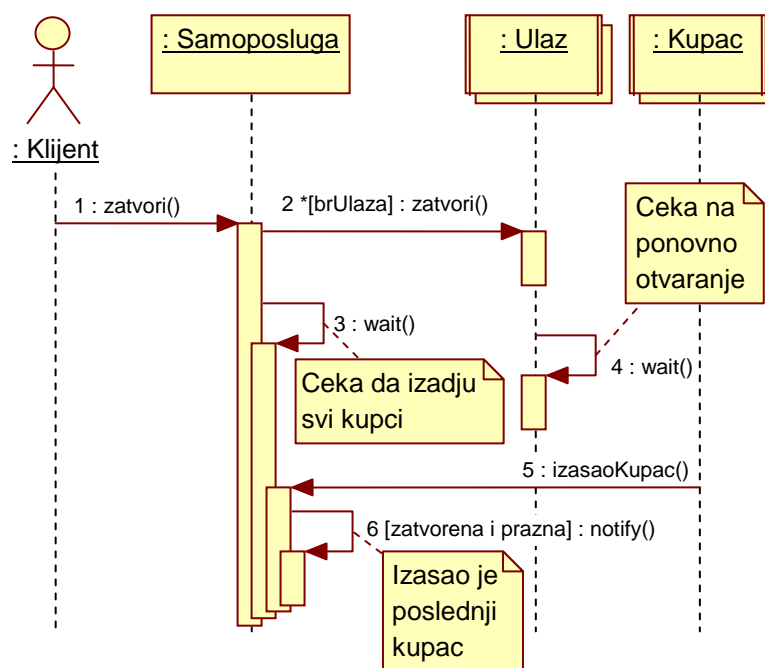 : Samoposluga
: Ulaz
: Kupac
: Klijent
1 : zatvori()
2 *[brUlaza] : zatvori()
Ceka na
ponovno
otvaranje
3 : wait()
Ceka da izadju
svi kupci
4 : wait()
5 : izasaoKupac()
6 [zatvorena i prazna] : notify()
Izasao je
poslednji
kupac